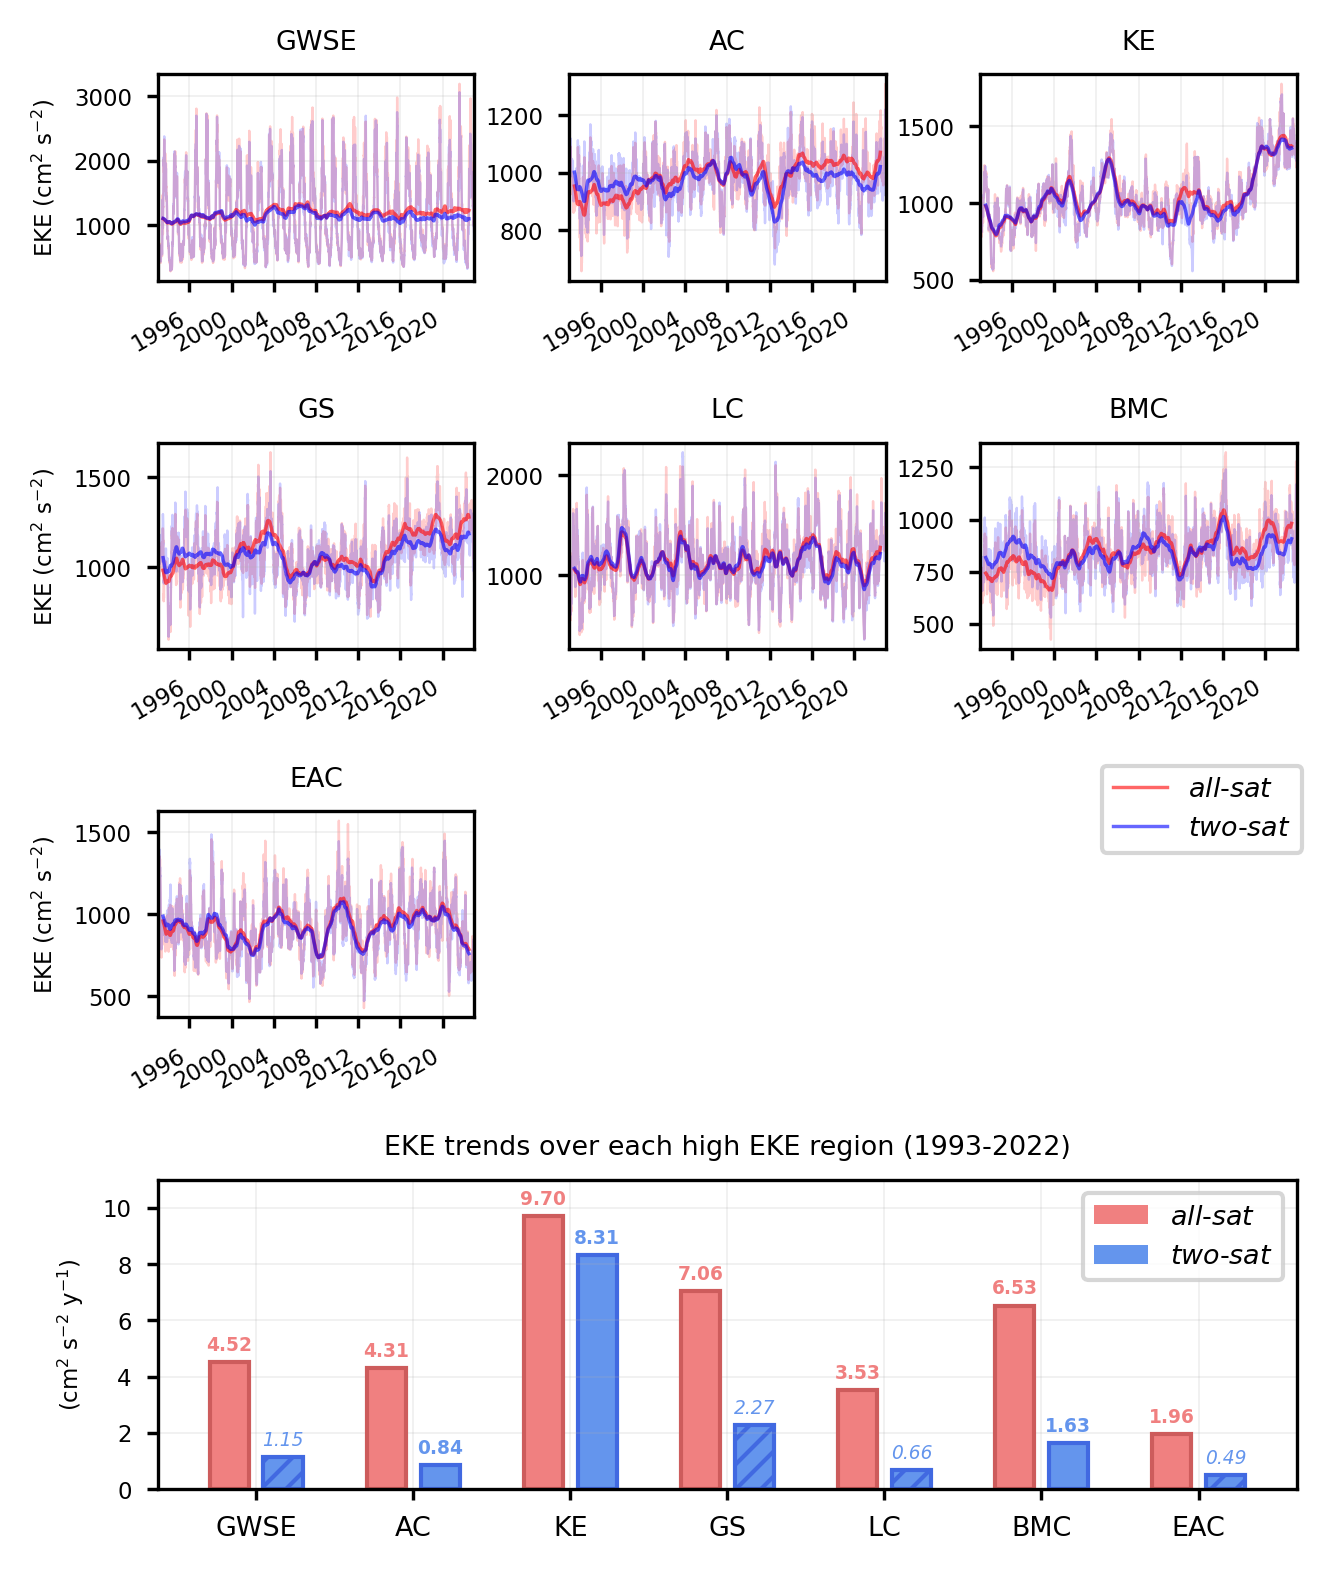 GWSE AC KE
EKE (cm² s⁻²)
3000
2000
1000
1200
1000
800
1500
1000
500
1996 2000 2004 2008 2012 2016 2020
1996 2000 2004 2008 2012 2016 2020
1996 2000 2004 2008 2012 2016 2020
GS LC BMC
EKE (cm² s⁻²)
1500
1000
2000
1000
1250
1000
750
500
1996 2000 2004 2008 2012 2016 2020
1996 2000 2004 2008 2012 2016 2020
1996 2000 2004 2008 2012 2016 2020
EAC
EKE (cm² s⁻²)
1500
1000
500
1996 2000 2004 2008 2012 2016 2020
all-sat
two-sat
EKE trends over each high EKE region (1993-2022)
(cm² s⁻² y⁻¹)
10
8
6
4
2
0
4.52 1.15
4.31 0.84
9.70 8.31
7.06 2.27
3.53 0.66
6.53 1.63
1.96 0.49
all-sat
two-sat
GWSE AC KE GS LC BMC EAC